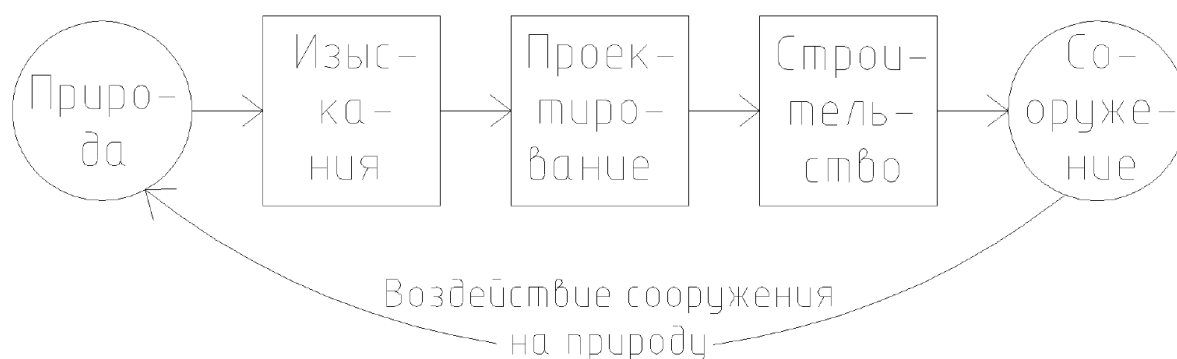 Приро-
да
Изыс-
ка-
ния
Проек-
тиро-
вание
Строи-
тель-
ство
Со-
оруже-
ние
Воздействие сооружения
на природу